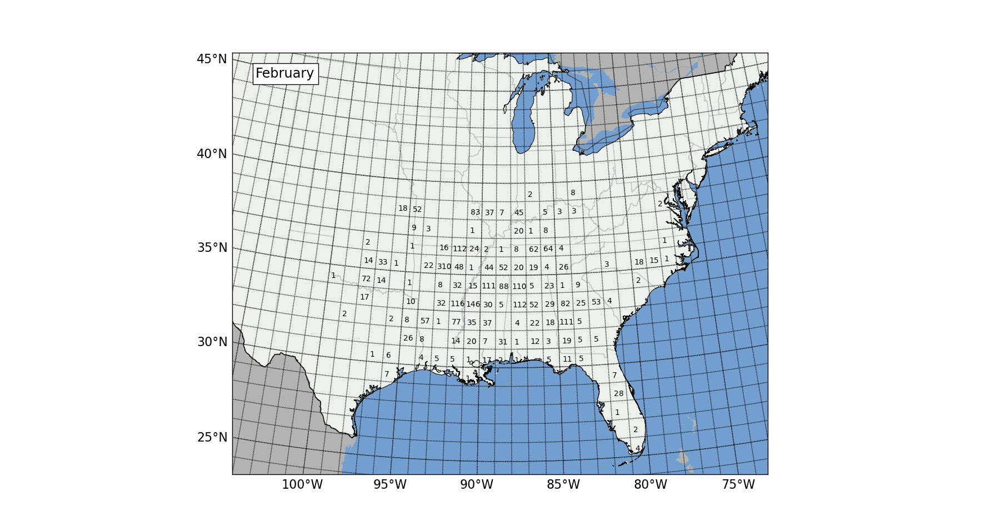 February
45°N
40°N
35°N
30°N
25°N
2 8
18 52 83 37 7 45 5 3 3 2
9 3 1 20 1 8
2 1 16 112 24 2 1 8 62 64 4 1
14 33 1 22 310 48 1 44 52 20 19 4 26 3 18 15 1
1 72 14 1 8 32 15 111 88 110 5 23 1 9 2
17 10 32 116 146 30 5 112 52 29 82 25 53 4
2 2 8 57 1 77 35 37 4 22 18 111 5
26 8 14 20 7 31 1 12 3 19 5 5
1 6 4 5 5 1 17 2 1 5 11 5
7 1 7
28
1
2
4
100°W 95°W 90°W 85°W 80°W 75°W